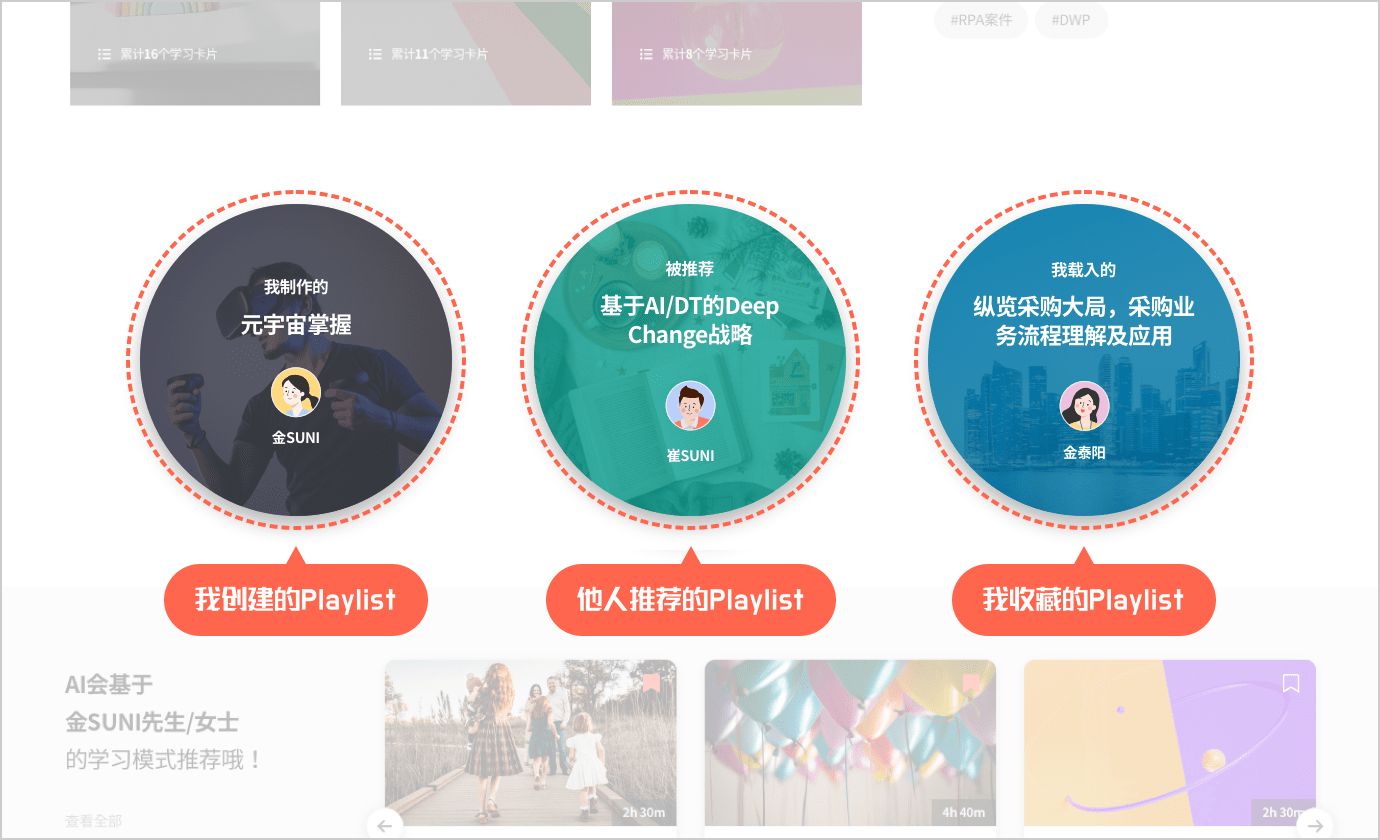 累计16个学习卡片
累计11个学习卡片
累计8个学习卡片
#RPA案件
#DWP
我制作的
元宇宙掌握
金SUNI
被推荐
基于AI/DT的Deep
Change战略
崔SUNI
我载入的
纵览采购大局，采购业
务流程理解及应用
金泰阳
我创建的Playlist
他人推荐的Playlist
我收藏的Playlist
AI会基于
金SUNI先生/女士
的学习模式推荐哦！
查看全部
2h 30m
4h 40m
2h 30m